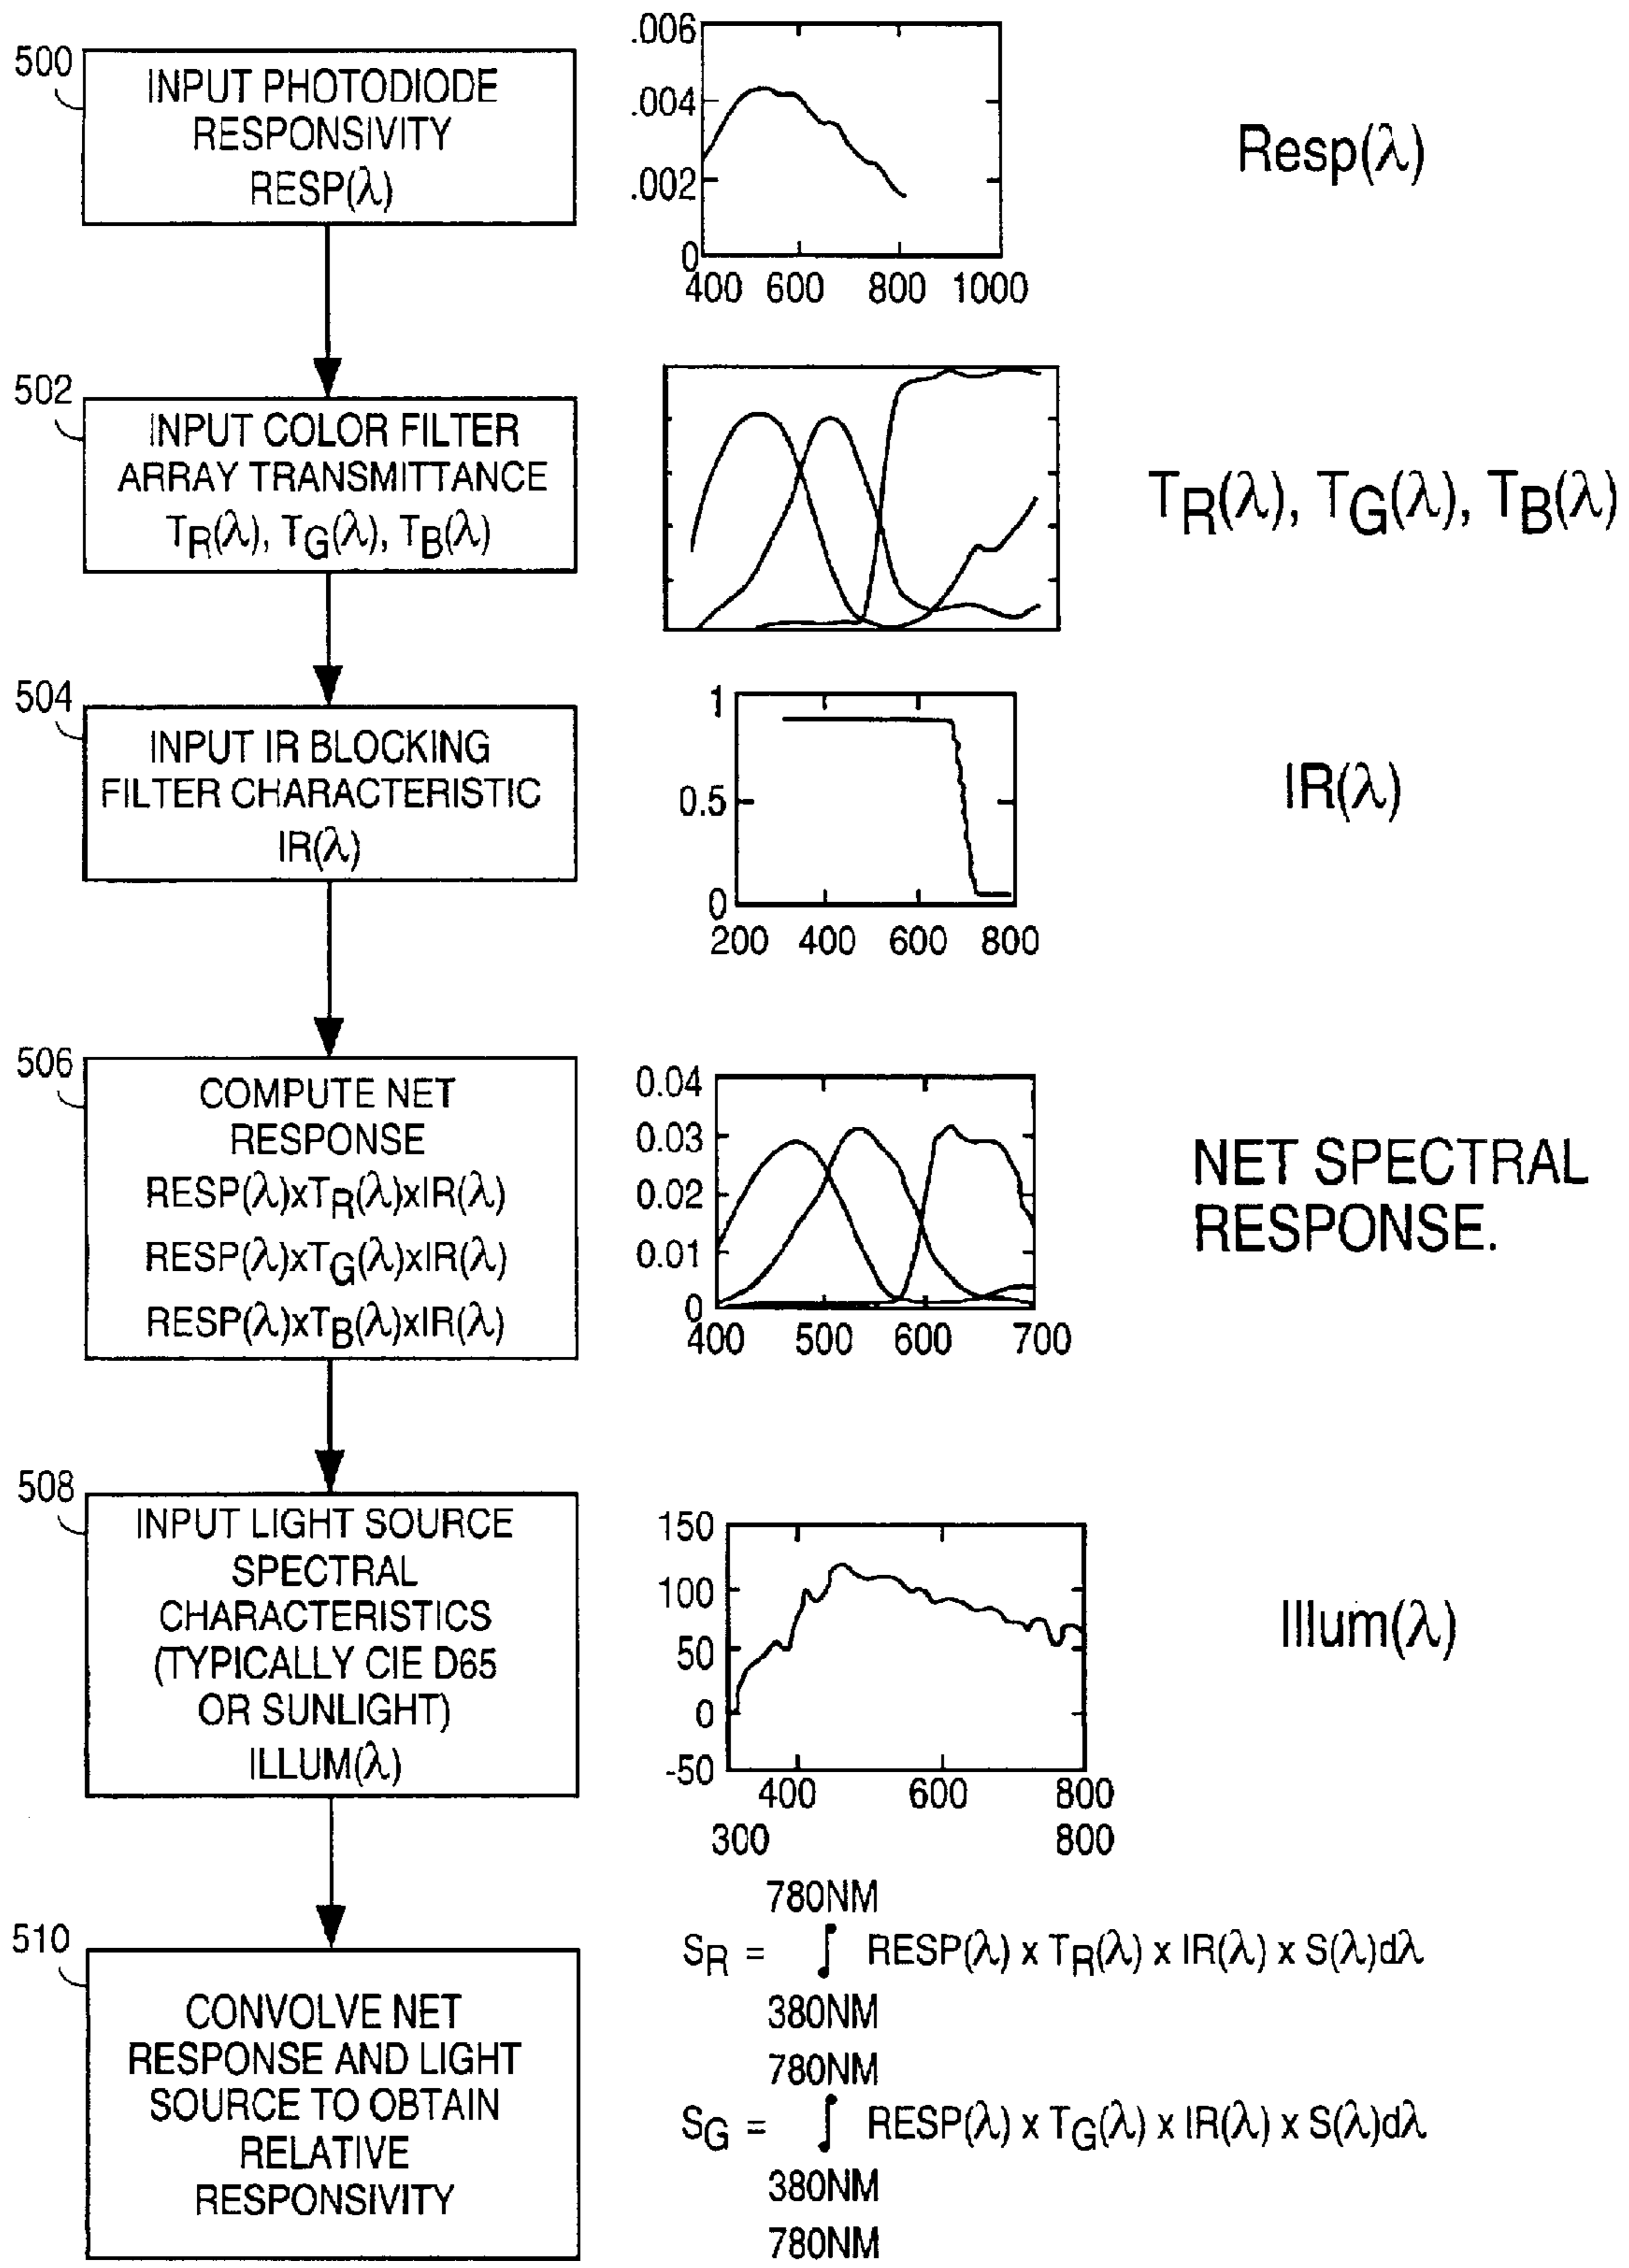 500
INPUT PHOTODIODE
RESPONSIVITY
RESP(λ)
.006
.004
.002
0
400 600 800 1000
Resp(λ)
502
INPUT COLOR FILTER
ARRAY TRANSMITTANCE
TR(λ), TG(λ), TB(λ)
TR(λ), TG(λ), TB(λ)
504
INPUT IR BLOCKING
FILTER CHARACTERISTIC
IR(λ)
1
0.5
0
200 400 600 800
IR(λ)
506
COMPUTE NET
RESPONSE
RESP(λ)xTR(λ)xIR(λ)
RESP(λ)xTG(λ)xIR(λ)
RESP(λ)xTB(λ)xIR(λ)
0.04
0.03
0.02
0.01
0
400 500 600 700
NET SPECTRAL
RESPONSE.
508
INPUT LIGHT SOURCE
SPECTRAL
CHARACTERISTICS
(TYPICALLY CIE D65
OR SUNLIGHT)
ILLUM(λ)
150
100
50
0
-50
400 600 800
300 800
Illum(λ)
510
CONVOLVE NET
RESPONSE AND LIGHT
SOURCE TO OBTAIN
RELATIVE
RESPONSIVITY
780NM
SR = ∫ RESP(λ) x TR(λ) x IR(λ) x S(λ)dλ
380NM
780NM
SG = ∫ RESP(λ) x TG(λ) x IR(λ) x S(λ)dλ
380NM
780NM